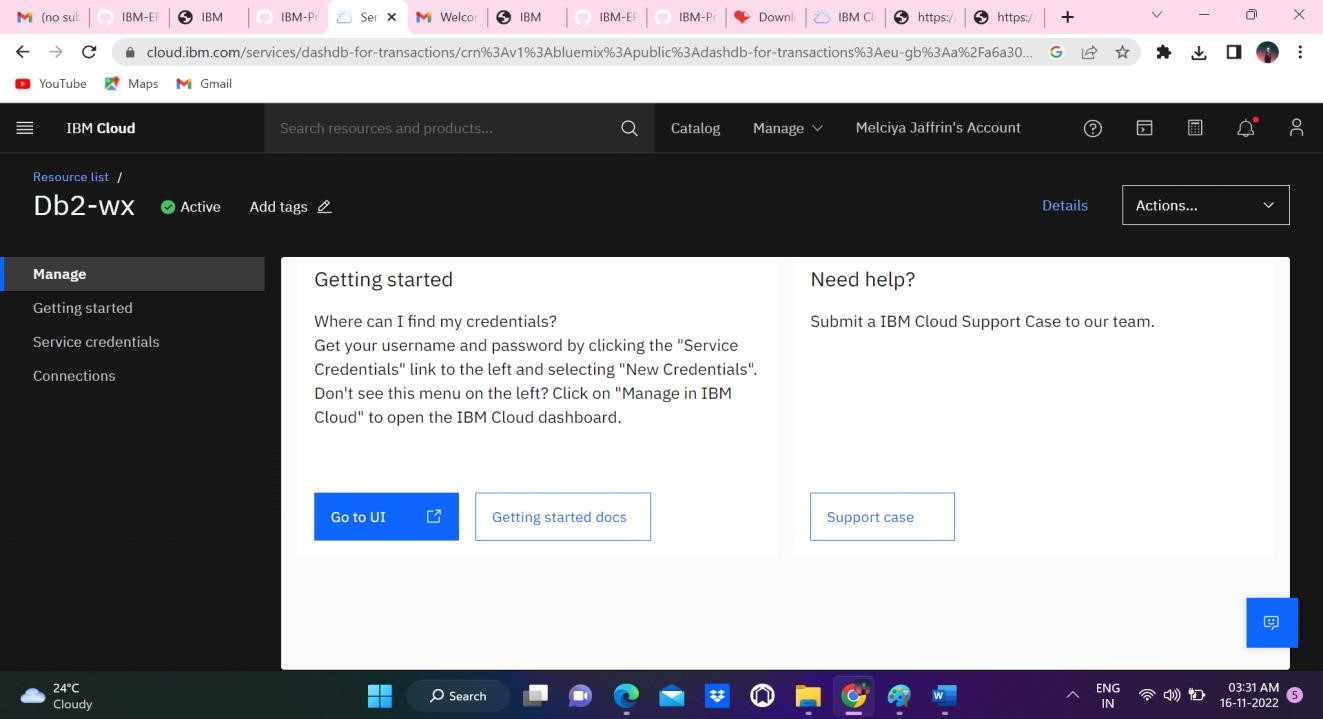 (no sub
IBM-EP
IBM
IBM-Pr
Ser
Welcor
IBM
IBM-EP
IBM-Pr
Downl
IBM Cl
https:/
https:/
cloud.ibm.com/services/dashdb-for-transactions/crn%3Av1%3Abluemix%3Apublic%3Adashdb-for-transactions%3Aeu-gb%3Aa%2Fa6a30...
YouTube
Maps
Gmail
IBM Cloud
Search resources and products...
Catalog
Manage
Melciya Jaffrin's Account
Resource list /
Db2-wx
Active
Add tags
Details
Actions...
Manage
Getting started
Service credentials
Connections
Getting started
Where can I find my credentials?
Get your username and password by clicking the "Service
Credentials" link to the left and selecting "New Credentials".
Don't see this menu on the left? Click on "Manage in IBM
Cloud" to open the IBM Cloud dashboard.
Go to UI
Getting started docs
Need help?
Submit a IBM Cloud Support Case to our team.
Support case
24°C
Cloudy
Search
ENG
IN
03:31 AM
16-11-2022
5